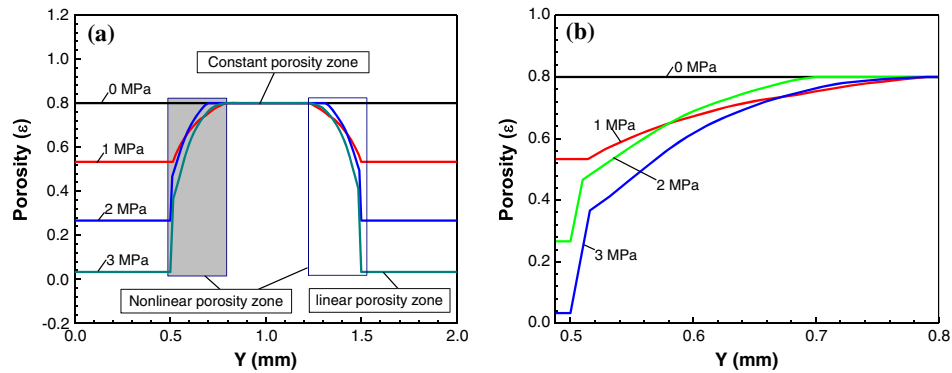 (a)
Constant porosity zone
0 MPa
1 MPa
2 MPa
3 MPa
Nonlinear porosity zone
linear porosity zone
Porosity (ε)
1.2
1.0
0.8
0.6
0.4
0.2
0.0
-0.2
0.0
0.5
1.0
1.5
2.0
Y (mm)
(b)
0 MPa
1 MPa
2 MPa
3 MPa
Porosity (ε)
1.0
0.8
0.6
0.4
0.2
0.0
0.5
0.6
0.7
0.8
Y (mm)